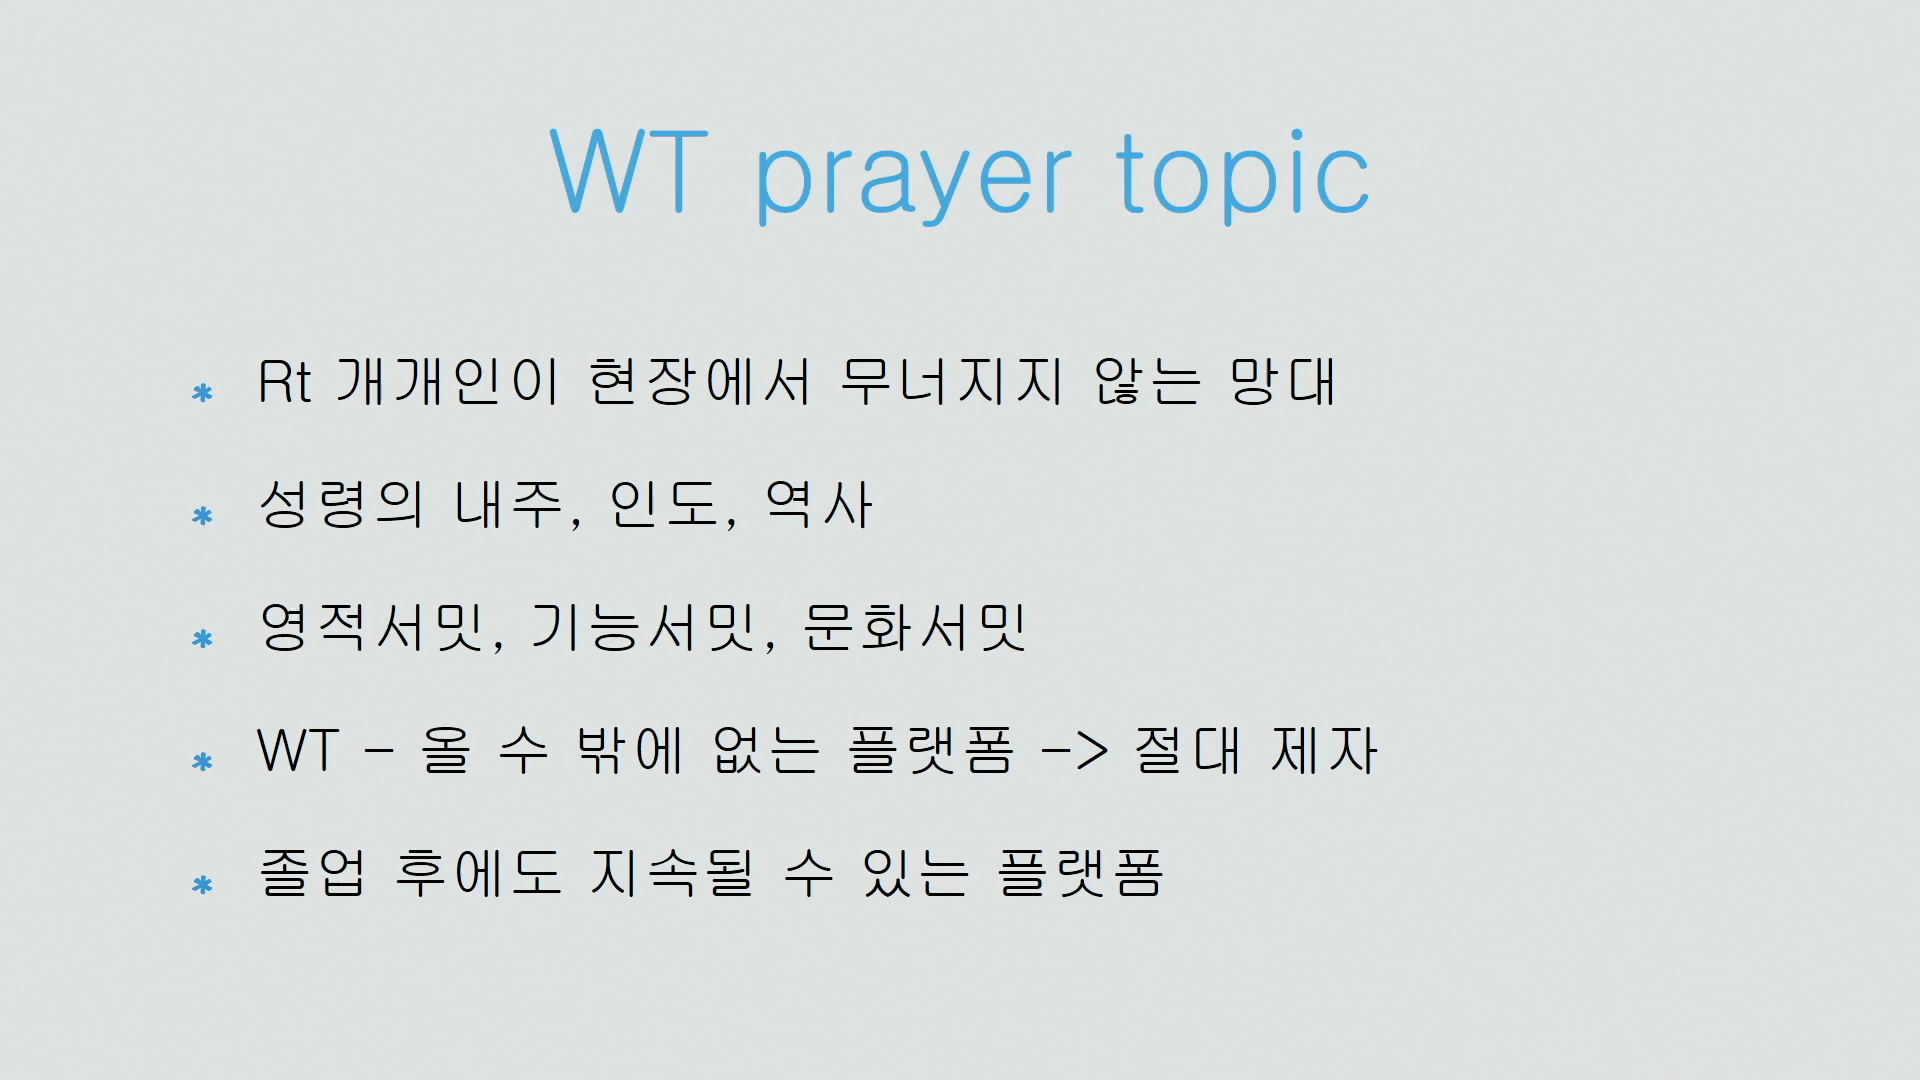 WT prayer topic
* Rt 개개인이 현장에서 무너지지 않는 망대
* 성령의 내주, 인도, 역사
* 영적서밋, 기능서밋, 문화서밋
* WT - 올 수 밖에 없는 플랫폼 -> 절대 제자
* 졸업 후에도 지속될 수 있는 플랫폼